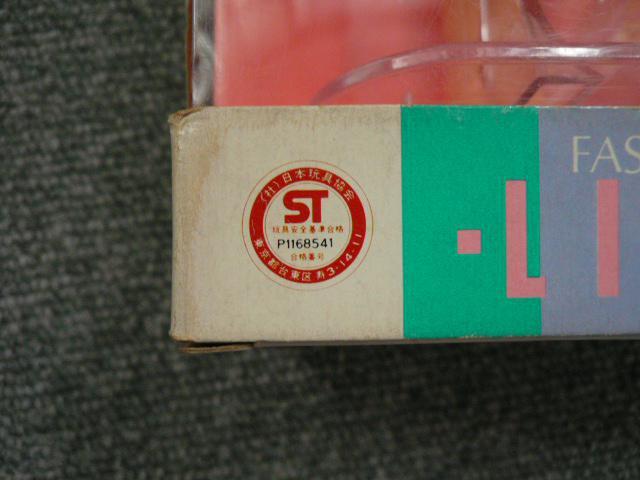 (社)日本玩具協会
ST
玩具安全基準合格
P1168541
合格番号
東京都台東区寿3-14-11
FAS
LI